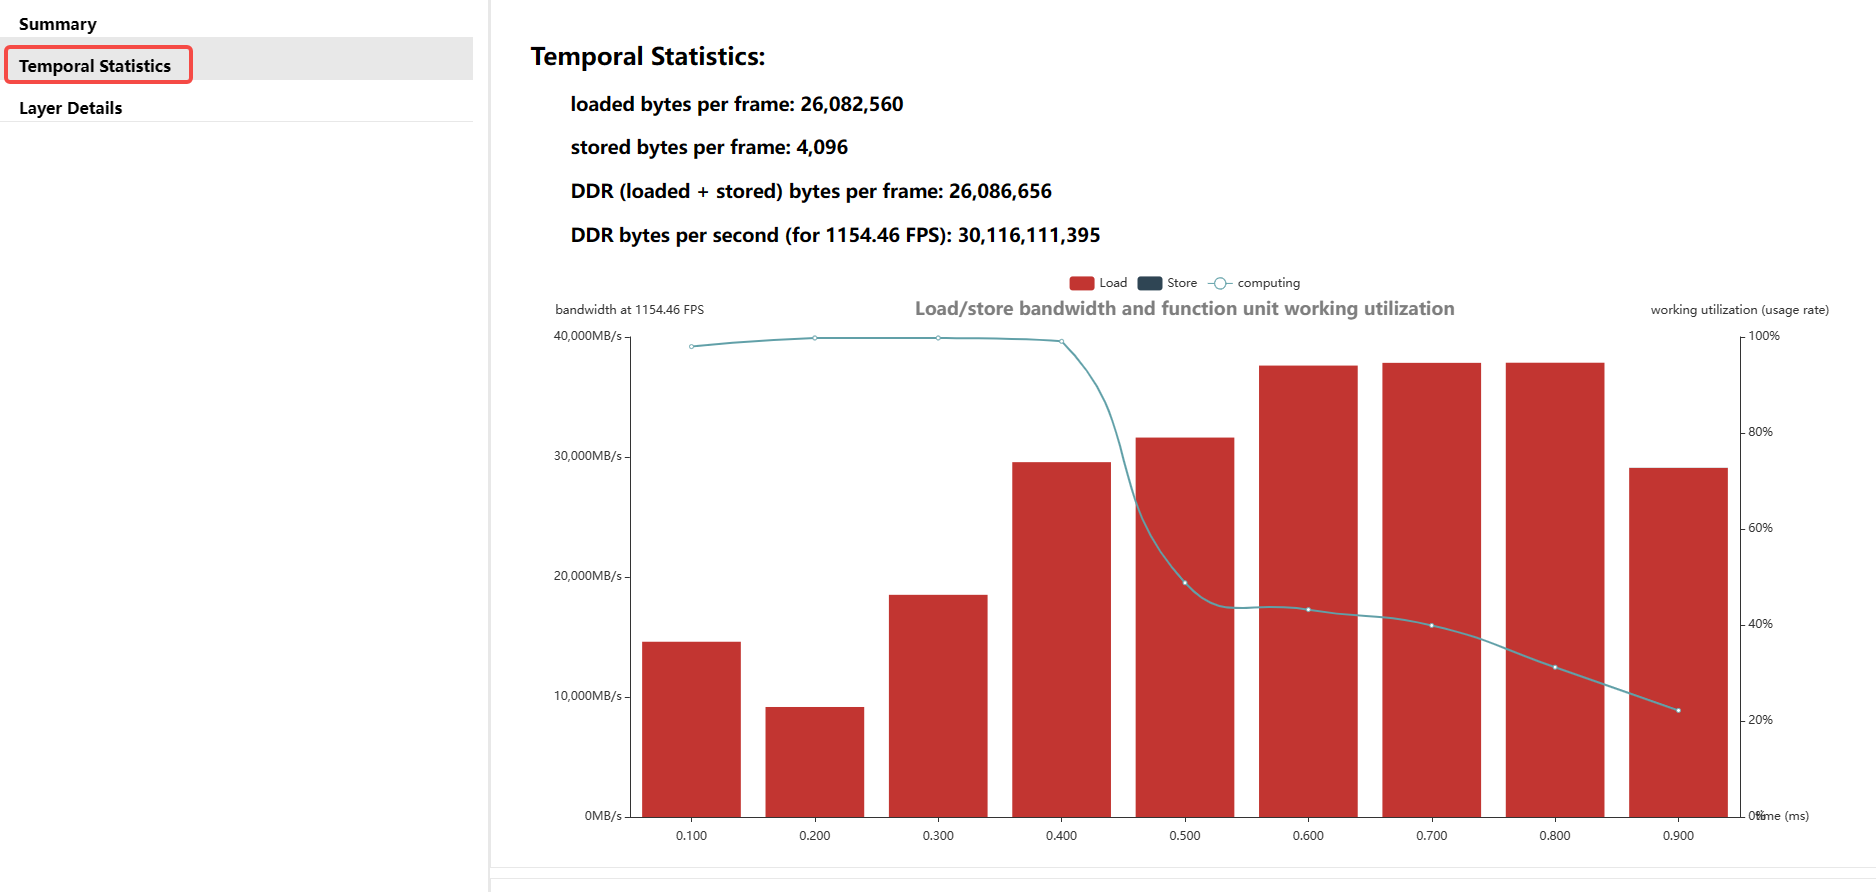 Summary
Temporal Statistics
Layer Details
Temporal Statistics:
loaded bytes per frame: 26,082,560
stored bytes per frame: 4,096
DDR (loaded + stored) bytes per frame: 26,086,656
DDR bytes per second (for 1154.46 FPS): 30,116,111,395
Load Store computing
bandwidth at 1154.46 FPS
Load/store bandwidth and function unit working utilization
working utilization (usage rate)
40,000MB/s
30,000MB/s
20,000MB/s
10,000MB/s
0MB/s
100%
80%
60%
40%
20%
0%
time (ms)
0.100 0.200 0.300 0.400 0.500 0.600 0.700 0.800 0.900